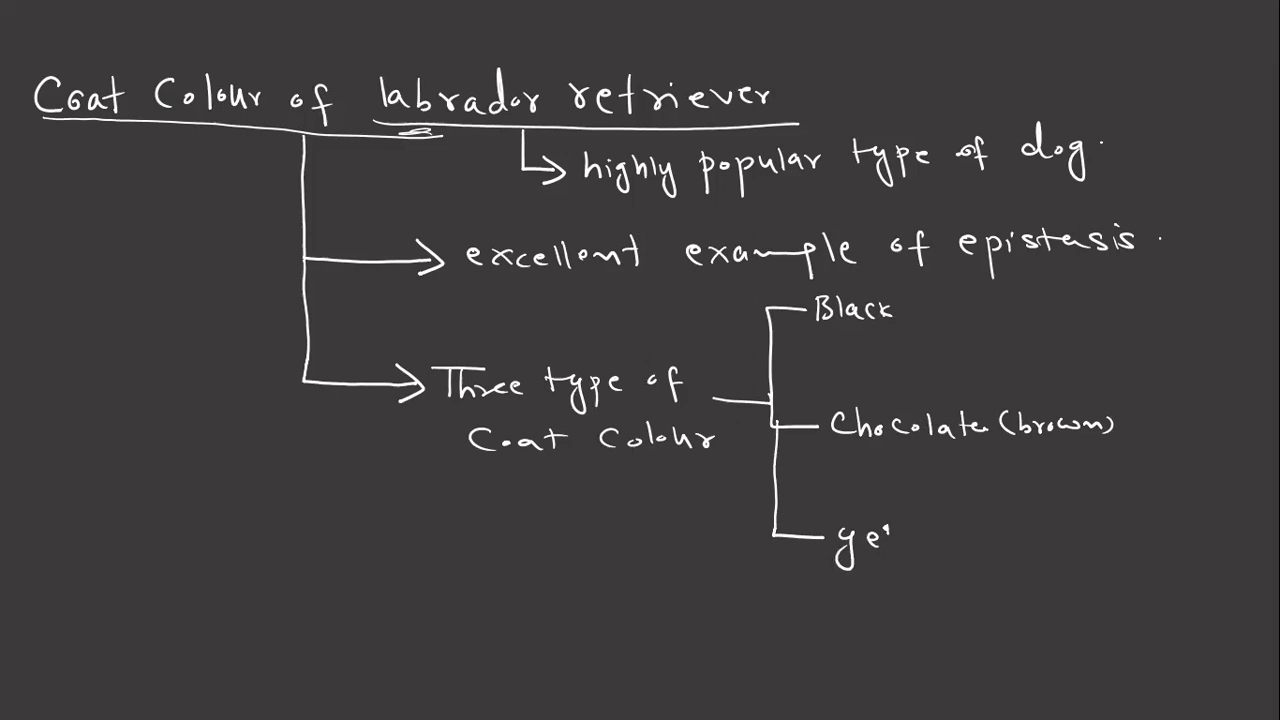 Coat Colour of labrador retriever
highly popular type of dog.
excellent example of epistasis.
Black
Three type of
Coat Colour
Chocolate (brown)
ye